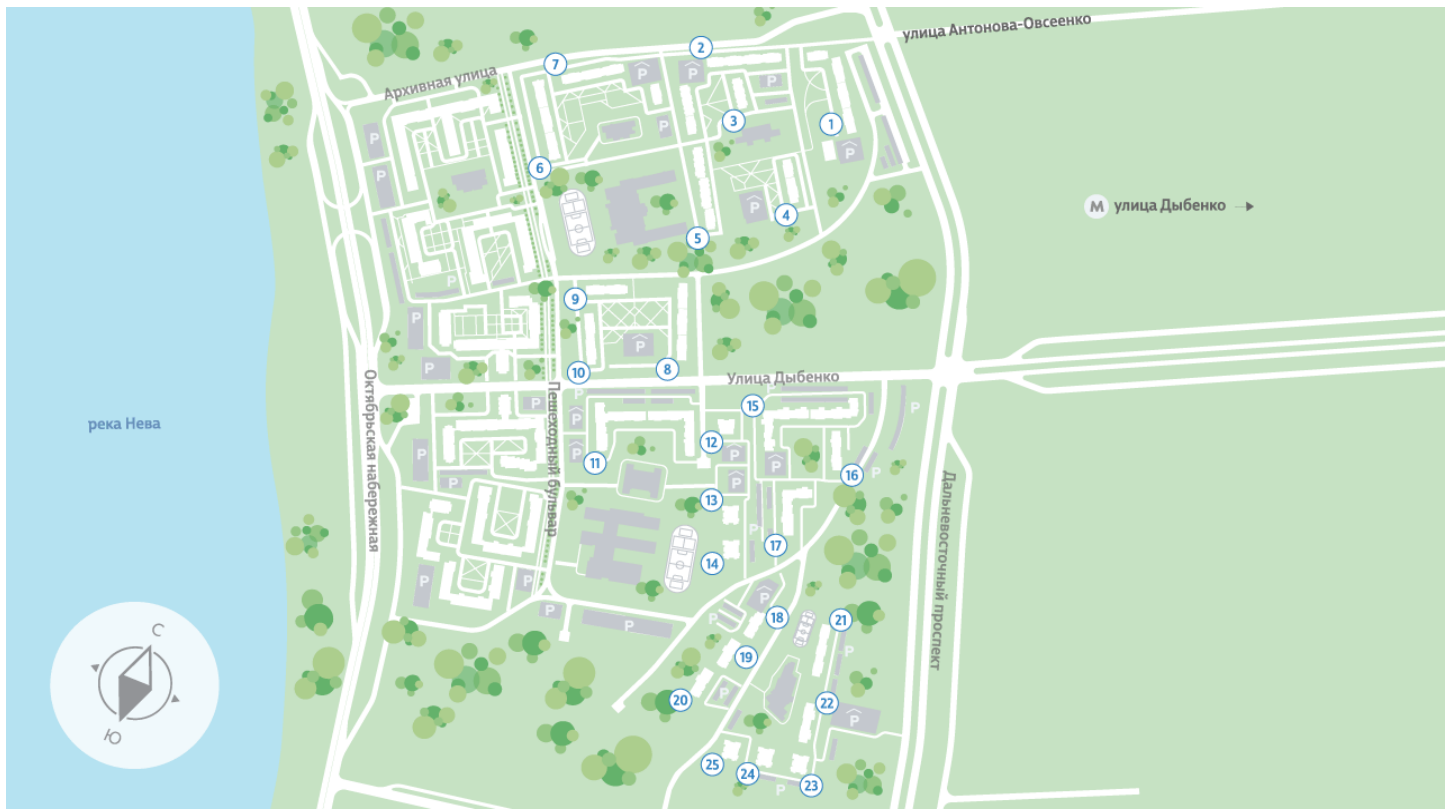 улица Антонова-Овсеенко
2
7
P
P
Архивная улица
P
3
1
P
P
P
P
6
P
4
P
М улица Дыбенко
5
P
9
P
P
10
8
Улица Дыбенко
P
Октябрьская набережная
Пешеходный бульвар
река Нева
P
15
P
12
P
11
P
P
16
P
P
P
P
13
Дальневосточный проспект
P
17
14
P
P
P
P
18
21
P
P
19
P
20
P
22
P
25
24
23
P
С
Ю